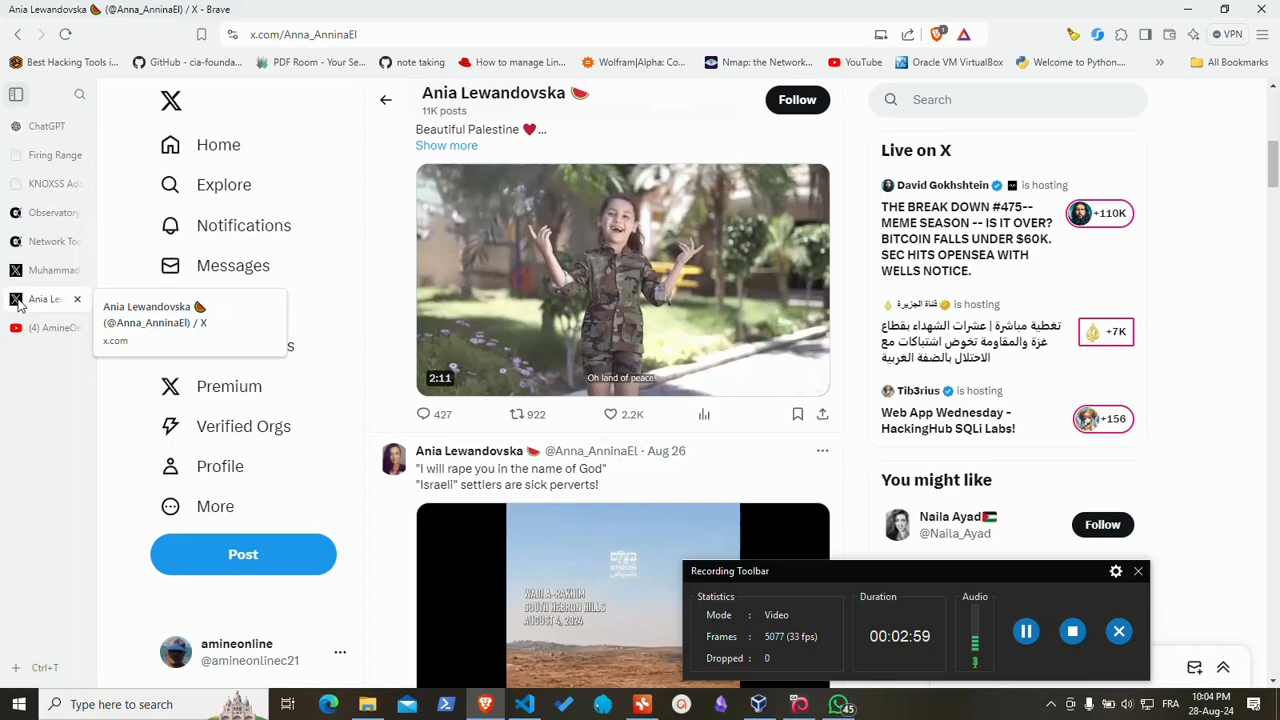 Ania Lewandovska 🍉 (@Anna_AnninaEl) / X - Brave
x.com/Anna_AnninaEl
VPN
Best Hacking Tools i...
GitHub - cia-founda...
PDF Room - Your Se...
note taking
How to manage Lin...
Wolfram|Alpha: Co...
Nmap: the Network...
YouTube
Oracle VM VirtualBox
Welcome to Python....
»
All Bookmarks
ChatGPT
Firing Range
KNOXSS Add
Observatory
Network Too
Muhammad
Ania Le
(4) AmineOn
Ctrl+T
Ania Lewandovska 🍉
(@Anna_AnninaEl) / X
x.com
Home
Explore
Notifications
Messages
s
Premium
Verified Orgs
Profile
More
Post
amineonline
@amineonlinec21
Ania Lewandovska 🍉
11K posts
Follow
Beautiful Palestine ❤️...
Show more
2:11
Oh land of peace!
427
922
2.2K
Ania Lewandovska 🍉 @Anna_AnninaEl · Aug 26
"I will rape you in the name of God"
"Israeli" settlers are sick perverts!
WADI A-RAKHIM
SOUTH HEBRON HILLS
AUGUST 4, 2024
Search
Live on X
David Gokhshtein is hosting
THE BREAK DOWN #475--
MEME SEASON -- IS IT OVER?
BITCOIN FALLS UNDER $60K.
SEC HITS OPENSEA WITH
WELLS NOTICE.
+110K
قناة الجزيرة is hosting
تغطية مباشرة | عشرات الشهداء بقطاع
غزة والمقاومة تخوض اشتباكات مع
الاحتلال بالضفة الغربية
+7K
Tib3rius is hosting
Web App Wednesday -
HackingHub SQLi Labs!
+156
You might like
Naila Ayad🇵🇸
@Naila_Ayad
Follow
Recording Toolbar
Statistics
Mode : Video
Frames : 5077 (33 fps)
Dropped : 0
Duration
00:02:59
Audio
Type here to search
45
FRA
10:04 PM
28-Aug-24